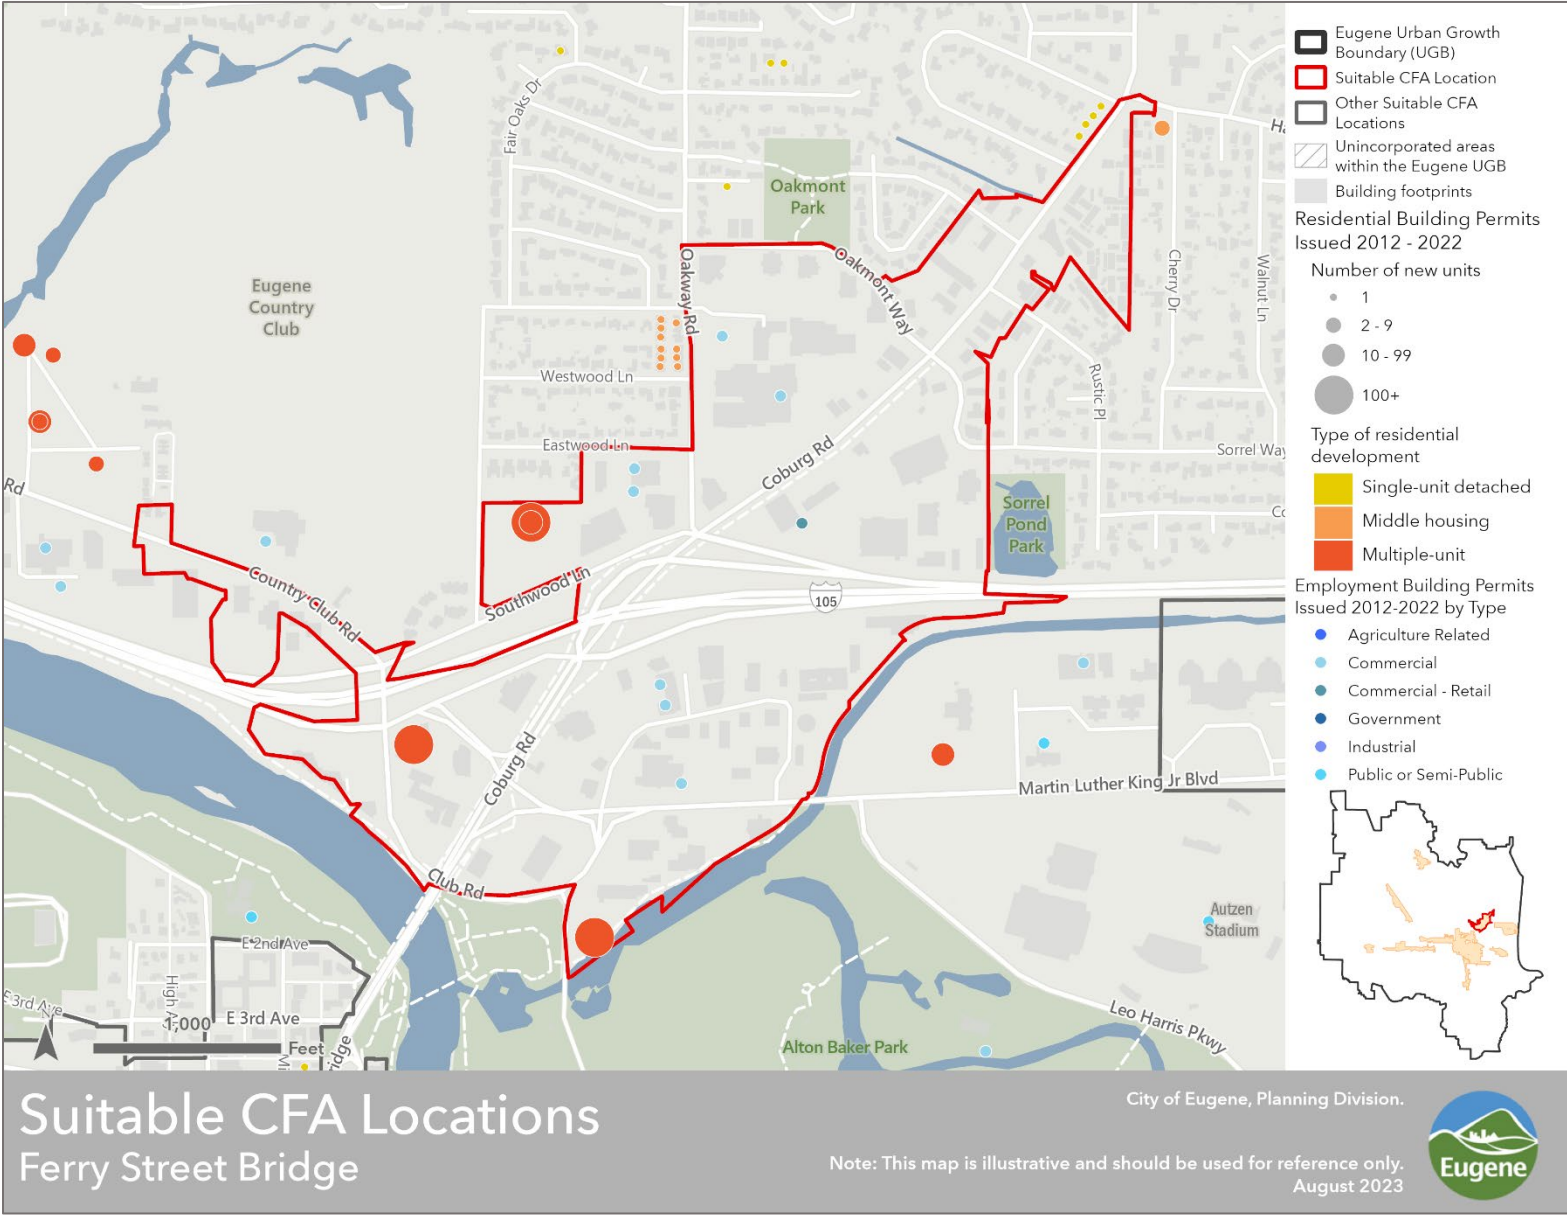 Fair Oaks Dr
Oakmont
Park
Eugene
Country
Club
Oakway Rd
Oakmont Way
Cherry Dr
Walnut Ln
Westwood Ln
Rustic Pl
Eastwood Ln
Coburg Rd
Sorrel Way
Rd
Sorrel
Pond
Park
Southwood Ln
Country Club Rd
105
Coburg Rd
Martin Luther King Jr Blvd
Club Rd
Autzen
Stadium
E 2nd Ave
High
E 3rd Ave
E 3rd Ave
1,000
Feet
Alton Baker Park
Leo Harris Pkwy
Eugene Urban Growth
Boundary (UGB)
Suitable CFA Location
Other Suitable CFA
Locations
Unincorporated areas
within the Eugene UGB
Building footprints
Residential Building Permits
Issued 2012 - 2022
Number of new units
1
2 - 9
10 - 99
100+
Type of residential
development
Single-unit detached
Middle housing
Multiple-unit
Employment Building Permits
Issued 2012-2022 by Type
Agriculture Related
Commercial
Commercial - Retail
Government
Industrial
Public or Semi-Public
Suitable CFA Locations
Ferry Street Bridge
City of Eugene, Planning Division.
Note: This map is illustrative and should be used for reference only.
August 2023
Eugene